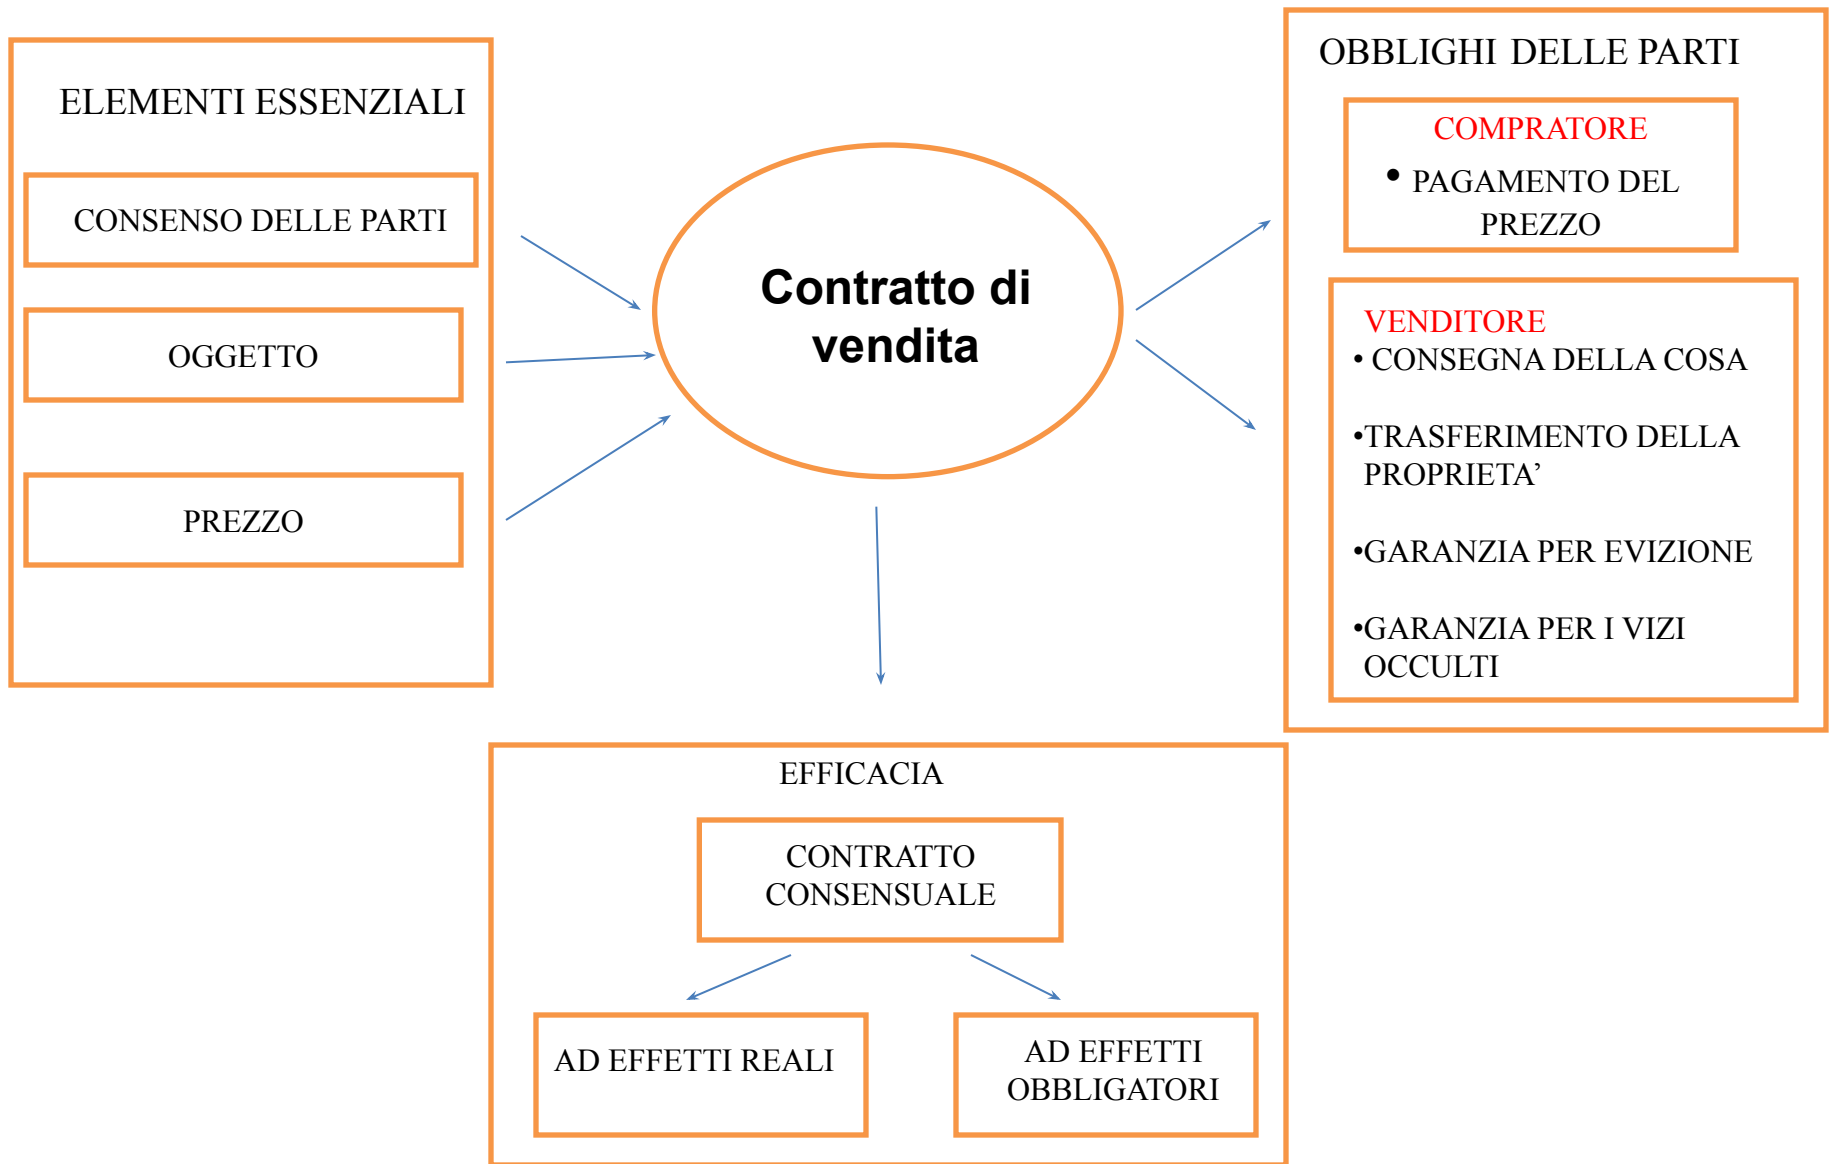 ELEMENTI ESSENZIALI
CONSENSO DELLE PARTI
OGGETTO
PREZZO
Contratto di
vendita
OBBLIGHI DELLE PARTI
COMPRATORE
• PAGAMENTO DEL
PREZZO
VENDITORE
• CONSEGNA DELLA COSA
•TRASFERIMENTO DELLA
PROPRIETA’
•GARANZIA PER EVIZIONE
•GARANZIA PER I VIZI
OCCULTI
EFFICACIA
CONTRATTO
CONSENSUALE
AD EFFETTI REALI
AD EFFETTI
OBBLIGATORI